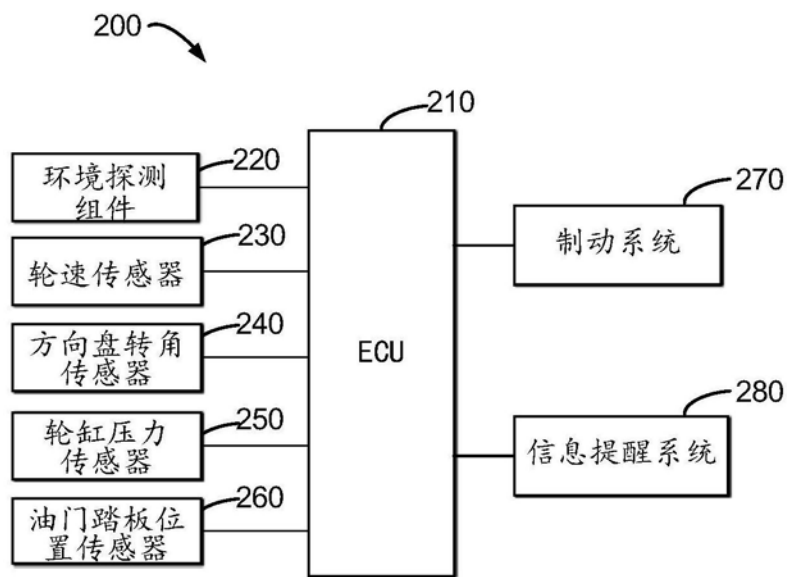 200
210
环境探测
组件
220
轮速传感器
230
方向盘转角
传感器
240
轮缸压力
传感器
250
油门踏板位
置传感器
260
ECU
270
制动系统
280
信息提醒系统